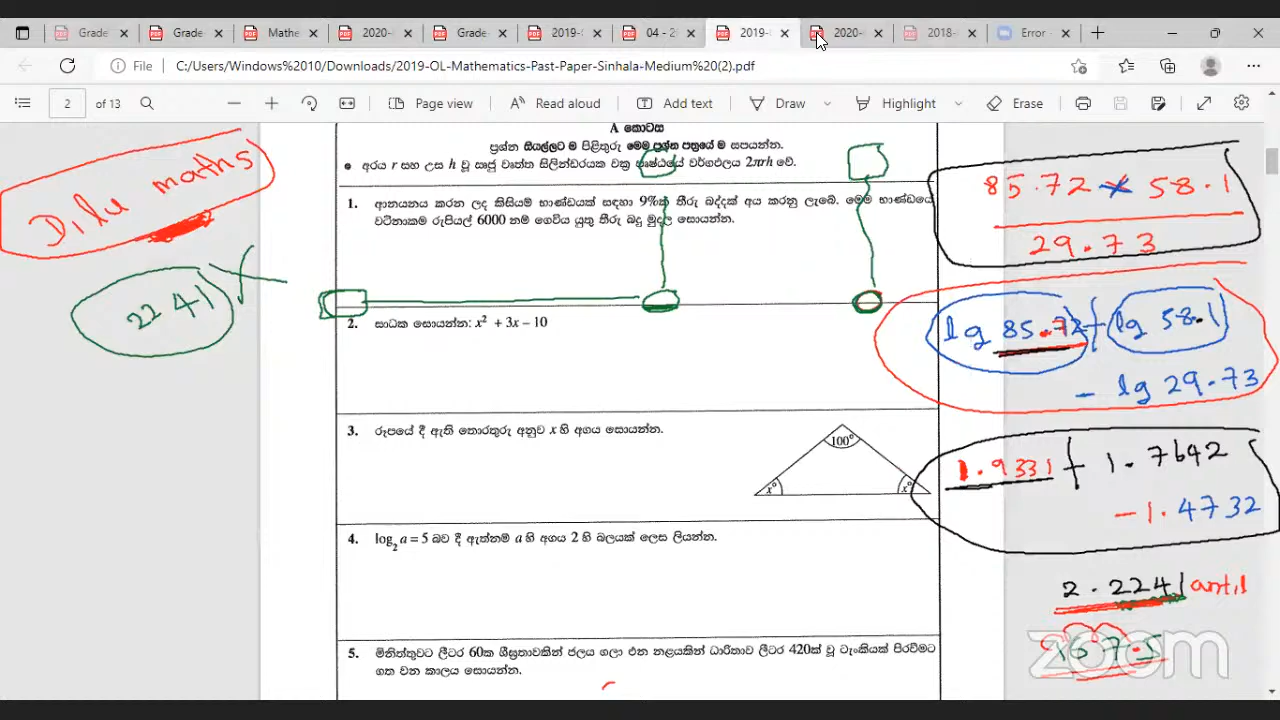 Grade
Grade
Mathe
2020-
Grade
2019-
04 - 2
2019-
2020-
2018-
Error -
File
C:/Users/Windows%2010/Downloads/2019-OL-Mathematics-Past-Paper-Sinhala-Medium%20(2).pdf
2 of 13
Page view
Read aloud
Add text
Draw
Highlight
Erase
A කොටස
ප්‍රශ්න සියල්ලටම පිළිතුරු මෙම ප්‍රශ්න පත්‍රයේ ම සපයන්න.
● අරය r සහ උස h වූ සෘජු වෘත්ත සිලින්ඩරයක වක්‍ර පෘෂ්ඨයේ වර්ගඵලය 2πrh වේ.
1. ආනයනය කරන ලද කිසියම් භාණ්ඩයක් සඳහා 9%ක තීරු බද්දක් අය කරනු ලැබේ. මෙම භාණ්ඩයේ
වටිනාකම රුපියල් 6000 නම් ගෙවිය යුතු තීරු බදු මුදල සොයන්න.
2. සාධක සොයන්න: x² + 3x – 10
3. රූපයේ දී ඇති තොරතුරු අනුව x හි අගය සොයන්න.
100°
x° x°
4. log₂ a = 5 බව දී ඇත්නම් a හි අගය 2 හි බලයක් ලෙස ලියන්න.
5. මිනිත්තුවට ලීටර 60ක ශීඝ්‍රතාවකින් ජලය ගලා එන නළයකින් ධාරිතාව ලීටර 420ක් වූ ටැංකියක් පිරවීමට
ගත වන කාලය සොයන්න.
Dilu maths
2241
85.72 × 58.1
29.73
lg 85.72 + lg 58.1
- lg 29.73
1.9331 + 1.7642
- 1.4732
2.2241 antil
167.5
zoom